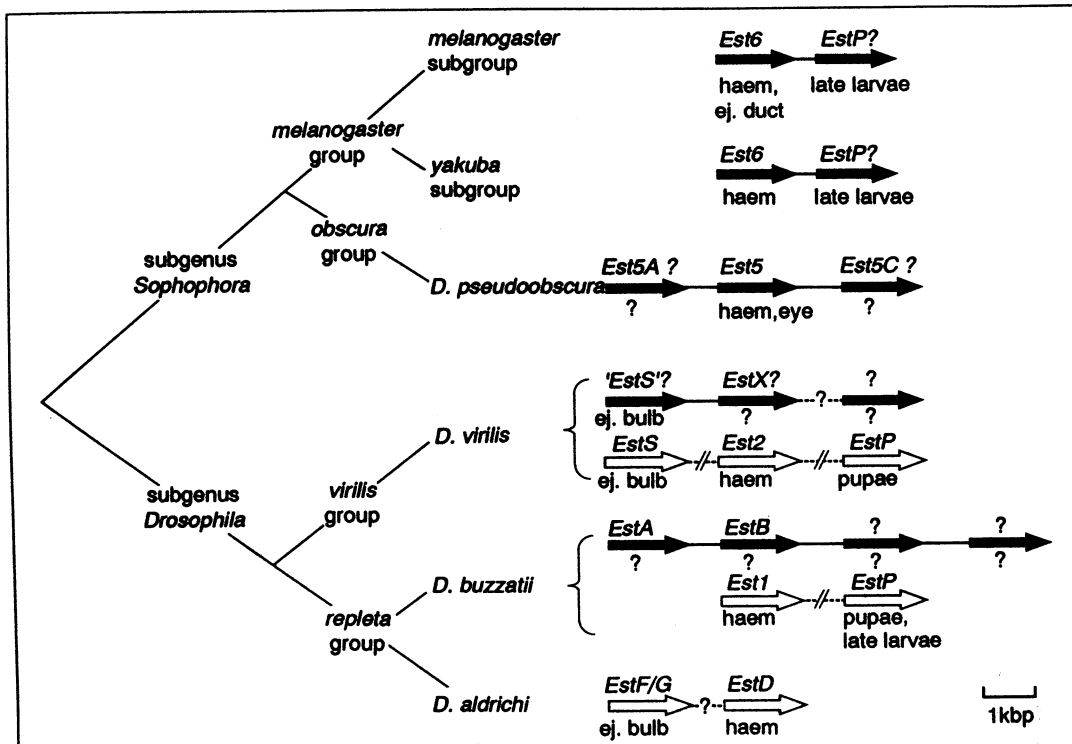 melanogaster
subgroup
Est6 EstP?
haem, late larvae
ej. duct
melanogaster
group
yakuba
subgroup
Est6 EstP?
haem late larvae
obscura
group
subgenus
Sophophora
D. pseudoobscura
Est5A ? Est5 Est5C ?
? haem,eye ?
D. virilis
'EstS'? EstX? ? ?
ej. bulb ? ?
EstS // Est2 // EstP
ej. bulb haem pupae
subgenus
Drosophila
virilis
group
D. buzzatii
EstA EstB ? ?
? ? ? ?
Est1 // EstP
haem pupae,
late larvae
repleta
group
D. aldrichi
EstF/G ? EstD
ej. bulb haem
1kbp